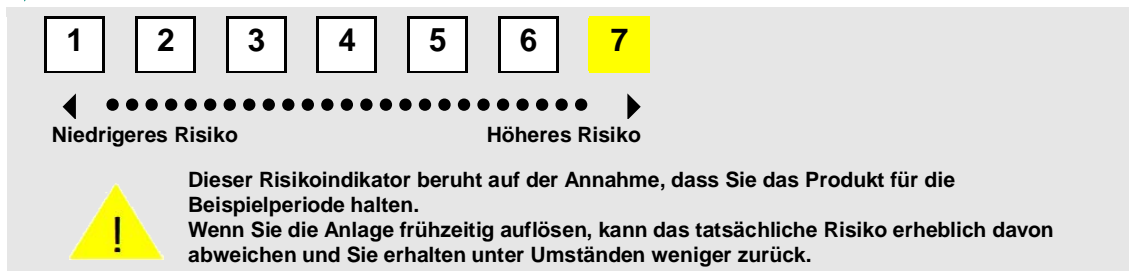 1 2 3 4 5 6 7
Niedrigeres Risiko Höheres Risiko
!
Dieser Risikoindikator beruht auf der Annahme, dass Sie das Produkt für die
Beispielperiode halten.
Wenn Sie die Anlage frühzeitig auflösen, kann das tatsächliche Risiko erheblich davon
abweichen und Sie erhalten unter Umständen weniger zurück.